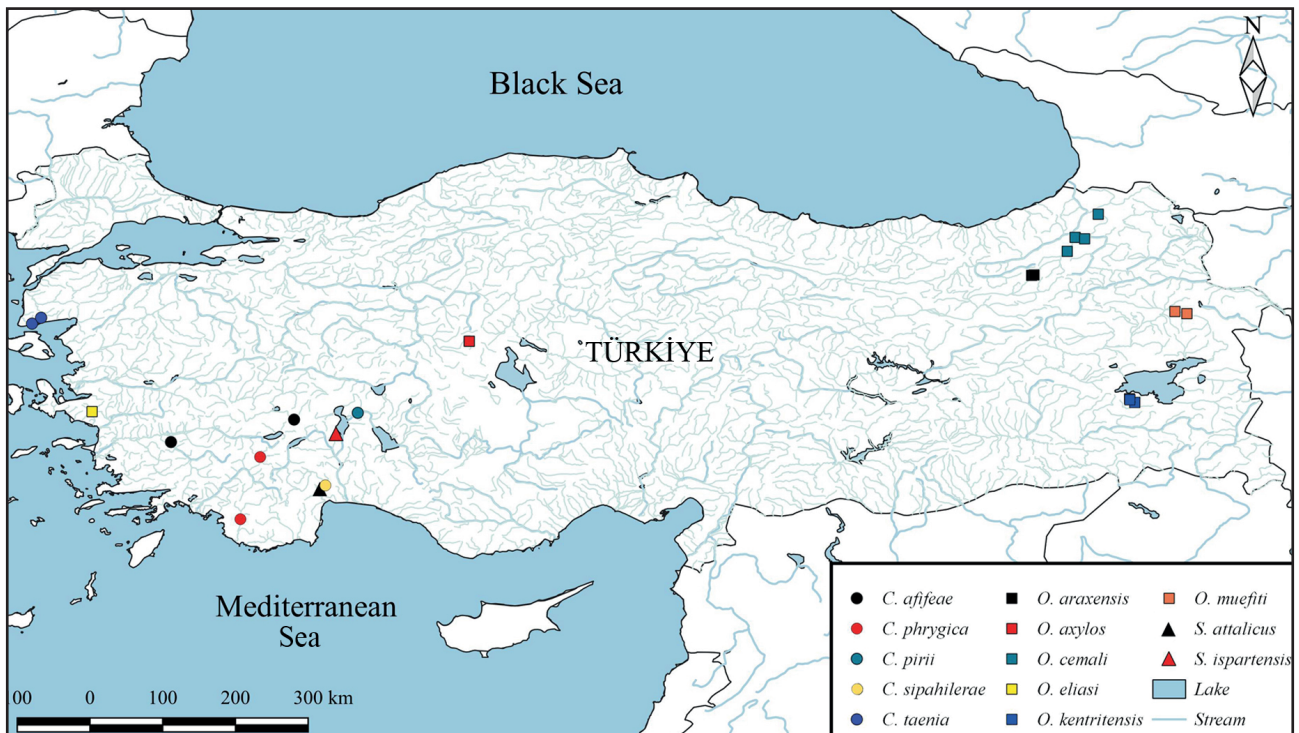 N
Black Sea
TÜRKİYE
Mediterranean
Sea
100 0 100 200 300 km
C. afifeae
C. phrygica
C. pirii
C. sipahilerae
C. taenia
O. araxensis
O. axylos
O. cemali
O. eliasi
O. kentritensis
O. muefiti
S. attalicus
S. ispartensis
Lake
Stream